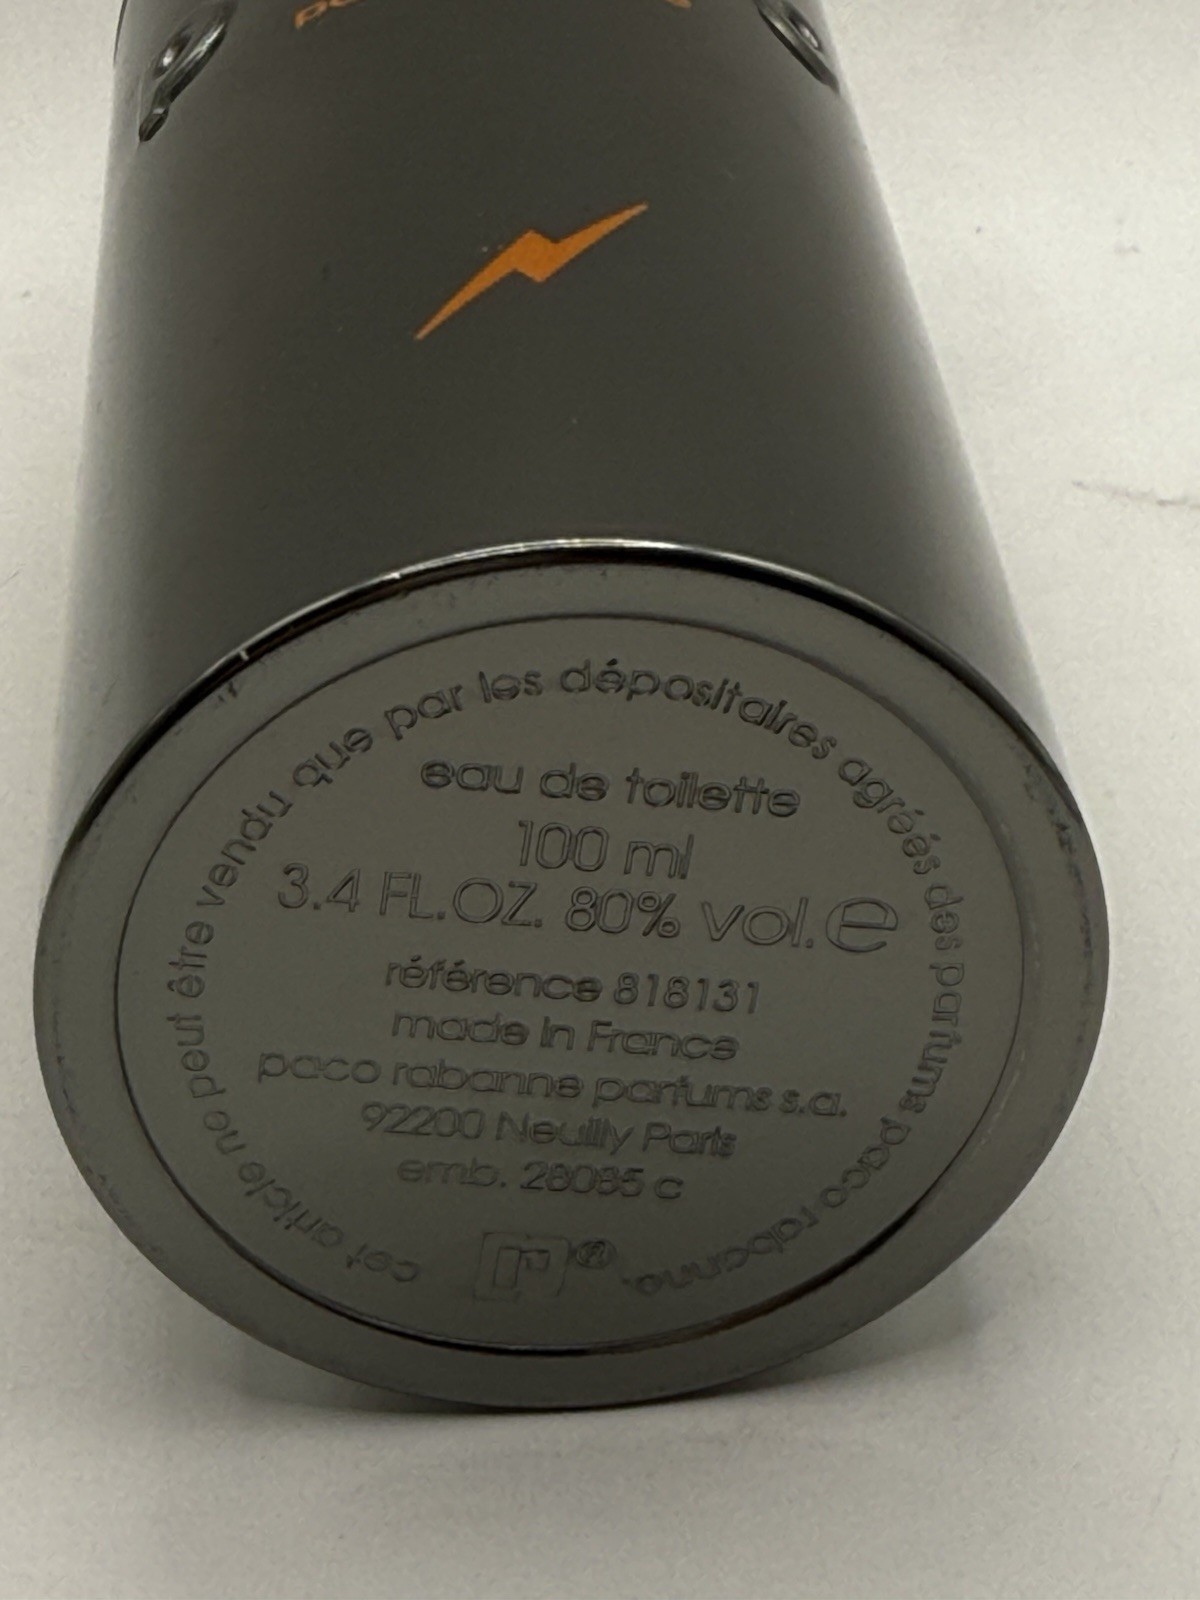 eau de toilette
100 ml
3.4 FL.OZ. 80% vol. e
référence 818131
made in France
paco rabanne parfums s.a.
92200 Neuilly Paris
emb. 28085 c
cet article ne peut être vendu que par les dépositaires agréés des parfums paco rabanne.
pr®